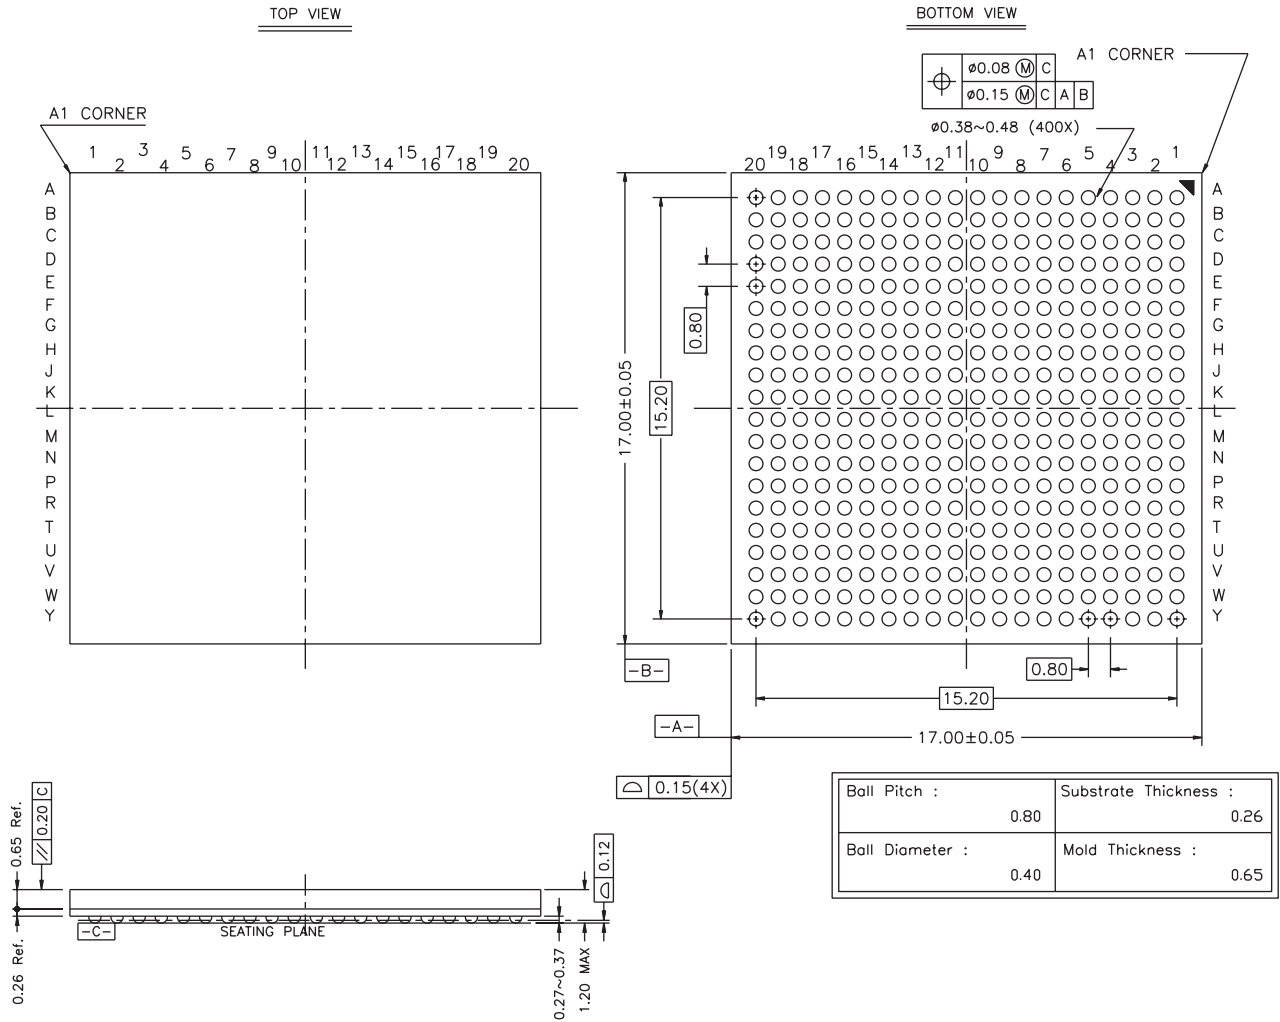 TOP VIEW
A1 CORNER
1 2 3 4 5 6 7 8 9 10 11 12 13 14 15 16 17 18 19 20
A
B
C
D
E
F
G
H
J
K
L
M
N
P
R
T
U
V
W
Y
BOTTOM VIEW
A1 CORNER
⌀0.08 Ⓜ C
⌀0.15 Ⓜ C A B
⌀0.38~0.48 (400X)
20 19 18 17 16 15 14 13 12 11 10 9 8 7 6 5 4 3 2 1
A
B
C
D
E
F
G
H
J
K
L
M
N
P
R
T
U
V
W
Y
0.80
17.00±0.05
15.20
-B-
0.80
15.20
-A-
17.00±0.05
0.15(4X)
Ball Pitch :
0.80
Substrate Thickness :
0.26
Ball Diameter :
0.40
Mold Thickness :
0.65
0.65 Ref.
// 0.20 C
0.26 Ref.
-C-
SEATING PLANE
0.12
0.27~0.37
1.20 MAX